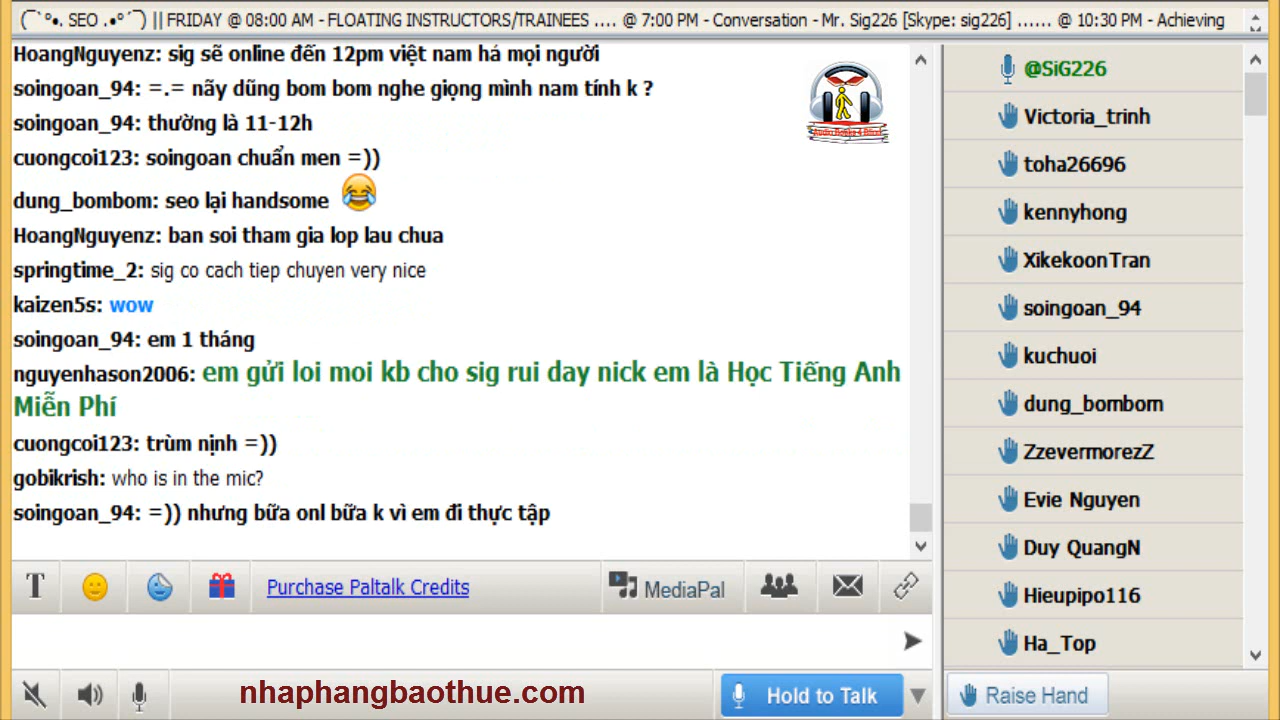 (¯`°•. SEO .•°´¯) || FRIDAY @ 08:00 AM - FLOATING INSTRUCTORS/TRAINEES .... @ 7:00 PM - Conversation - Mr. Sig226 [Skype: sig226] ...... @ 10:30 PM - Achieving
HoangNguyenz: sig sẽ online đến 12pm việt nam há mọi người
soingoan_94: =.= nãy dũng bom bom nghe giọng mình nam tính k ?
soingoan_94: thường là 11-12h
cuongcoi123: soingoan chuẩn men =))
dung_bombom: seo lại handsome 😂
HoangNguyenz: ban soi tham gia lop lau chua
springtime_2: sig co cach tiep chuyen very nice
kaizen5s: wow
soingoan_94: em 1 tháng
nguyenhason2006: em gửi loi moi kb cho sig rui day nick em là Học Tiếng Anh
Miễn Phí
cuongcoi123: trùm nịnh =))
gobikrish: who is in the mic?
soingoan_94: =)) nhưng bữa onl bữa k vì em đi thực tập
T
Purchase Paltalk Credits
MediaPal
nhaphangbaothue.com
Hold to Talk
@SiG226
Victoria_trinh
toha26696
kennyhong
XikekoonTran
soingoan_94
kuchuoi
dung_bombom
ZzevermorezZ
Evie Nguyen
Duy QuangN
Hieupipo116
Ha_Top
Raise Hand